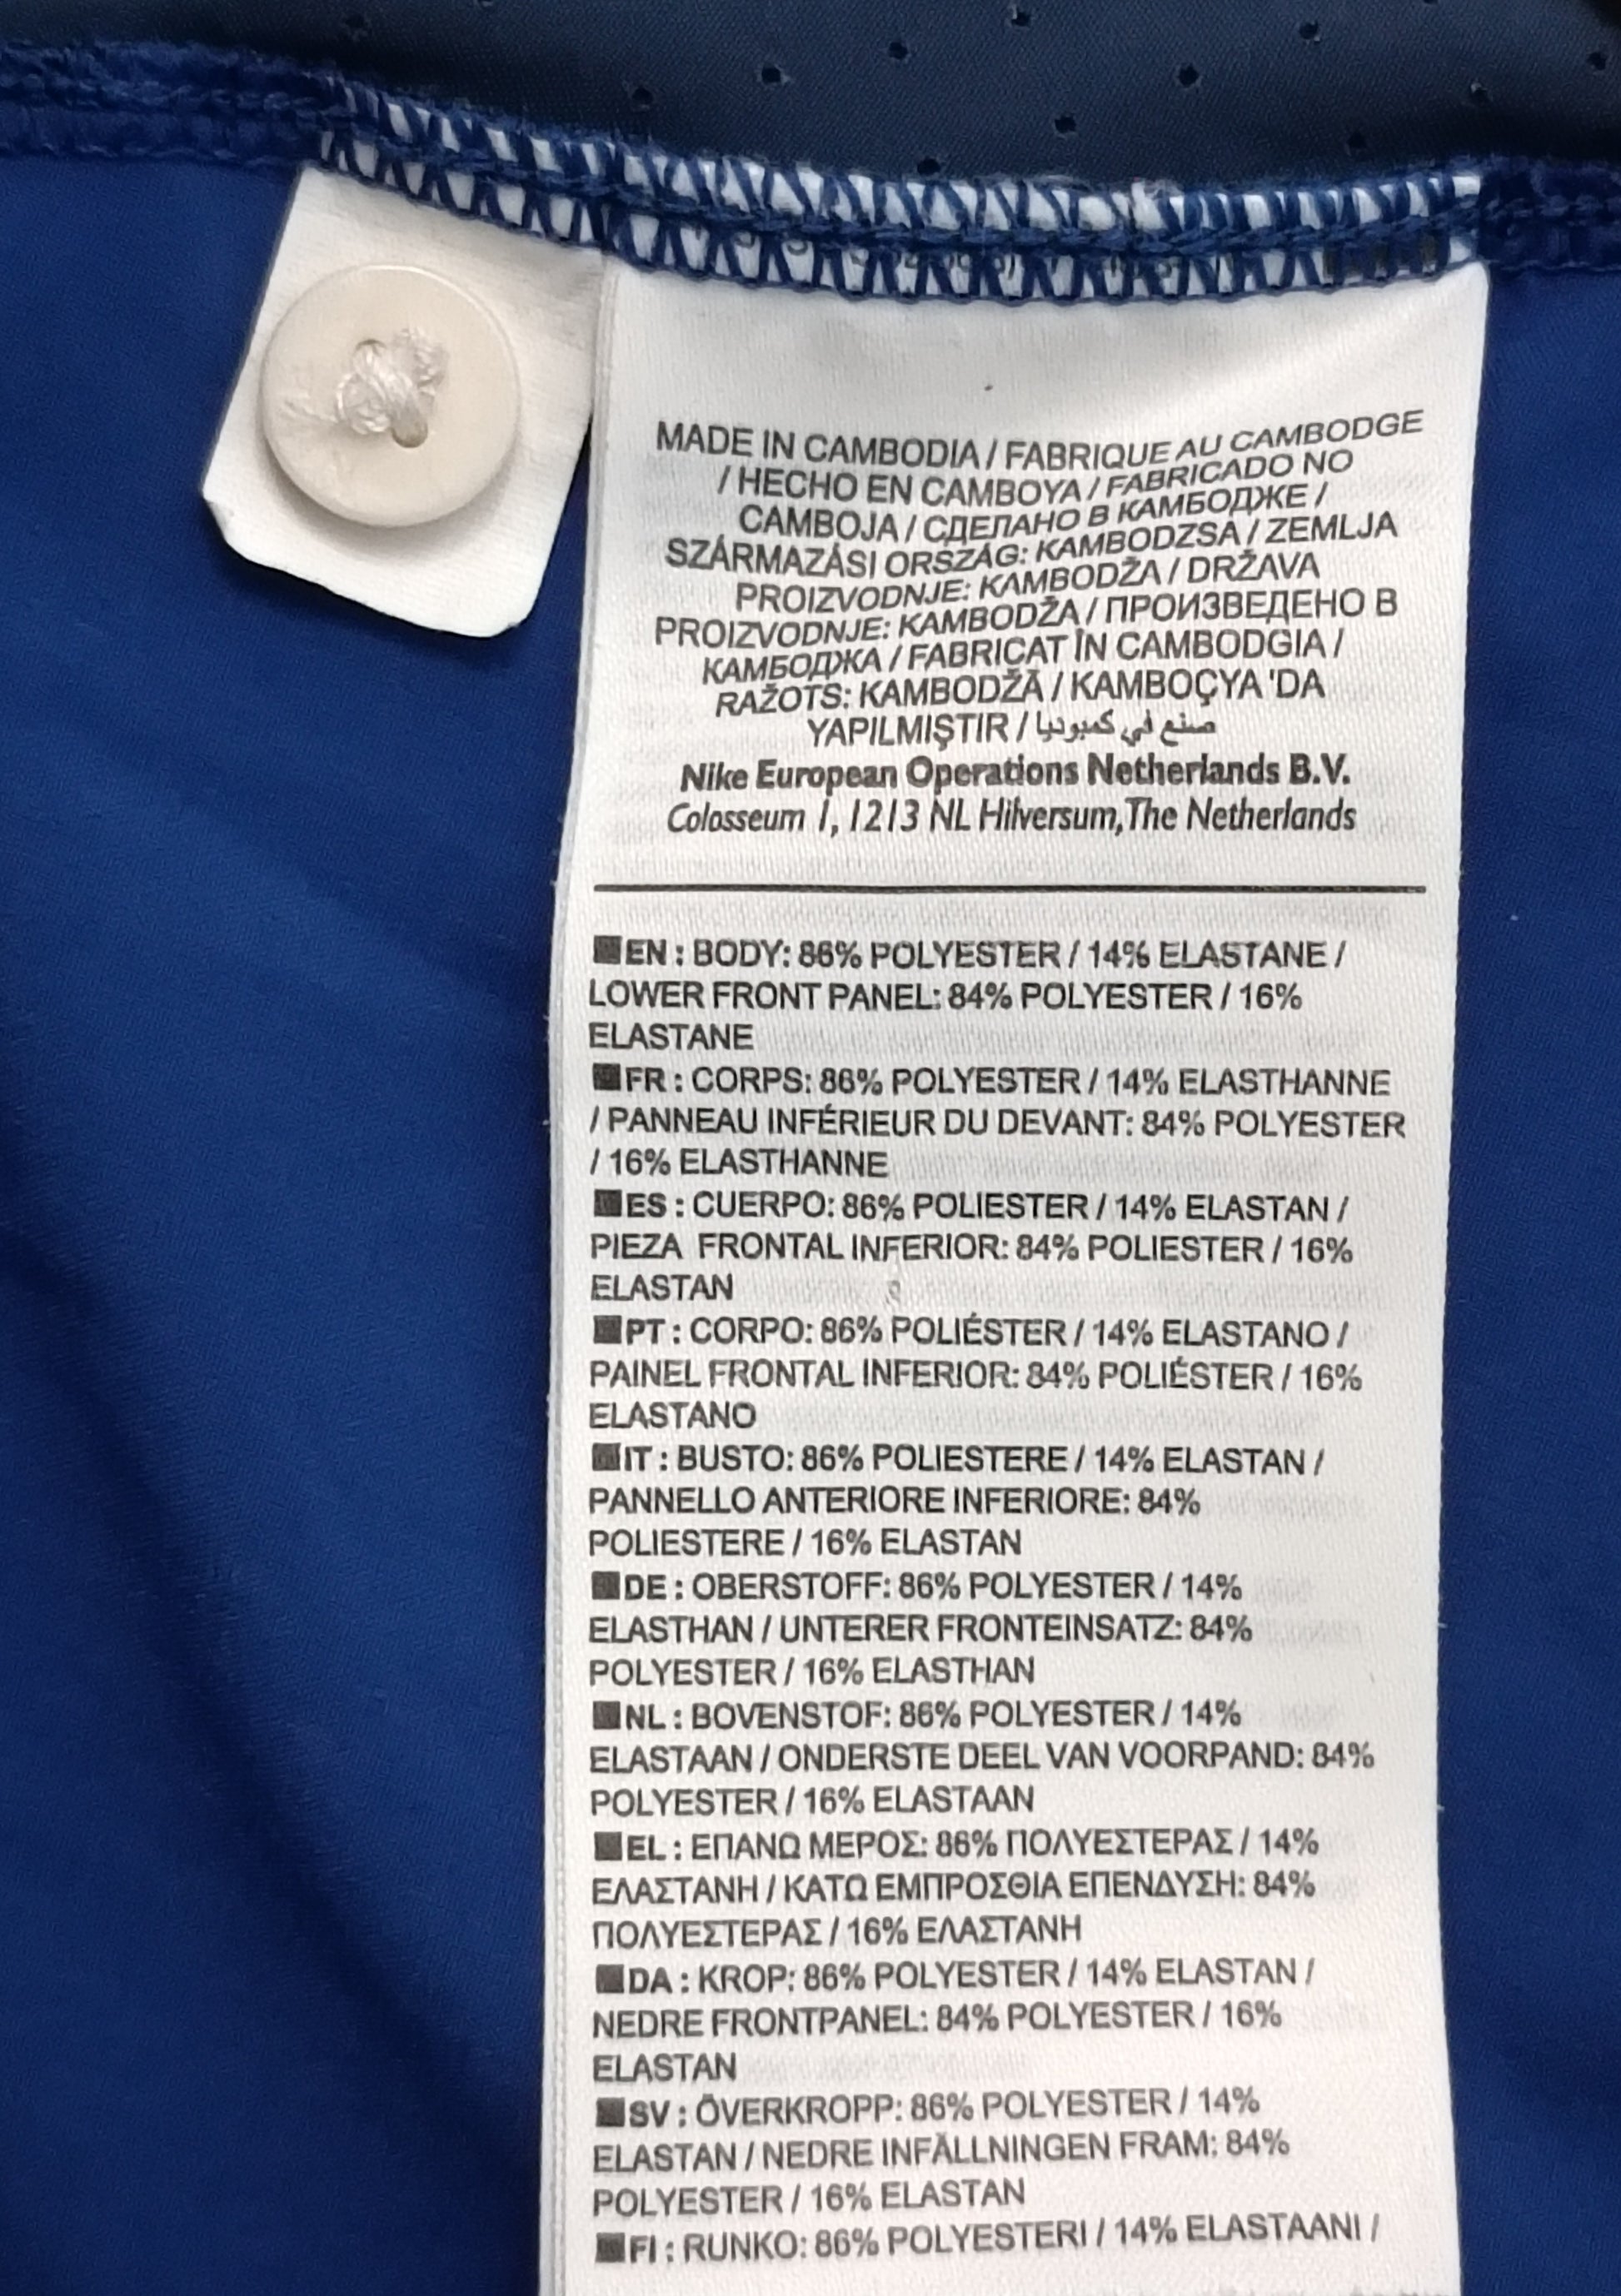 MADE IN CAMBODIA / FABRIQUE AU CAMBODGE
/ HECHO EN CAMBOYA / FABRICADO NO
CAMBOJA / СДЕЛАНО В КАМБОДЖЕ /
SZÁRMAZÁSI ORSZÁG: KAMBODZSA / ZEMLJA
PROIZVODNJE: KAMBODŽA / DRŽAVA
PROIZVODNJE: KAMBODŽA / ПРОИЗВЕДЕНО В
КАМБОДЖА / FABRICAT ÎN CAMBODGIA /
RAŽOTS: KAMBODŽĀ / KAMBOÇYA 'DA
YAPILMIŞTIR / صنع في كمبوديا
Nike European Operations Netherlands B.V.
Colosseum 1, 1213 NL Hilversum, The Netherlands
EN : BODY: 86% POLYESTER / 14% ELASTANE /
LOWER FRONT PANEL: 84% POLYESTER / 16%
ELASTANE
FR : CORPS: 86% POLYESTER / 14% ELASTHANNE
/ PANNEAU INFÉRIEUR DU DEVANT: 84% POLYESTER
/ 16% ELASTHANNE
ES : CUERPO: 86% POLIESTER / 14% ELASTAN /
PIEZA FRONTAL INFERIOR: 84% POLIESTER / 16%
ELASTAN
PT : CORPO: 86% POLIÉSTER / 14% ELASTANO /
PAINEL FRONTAL INFERIOR: 84% POLIÉSTER / 16%
ELASTANO
IT : BUSTO: 86% POLIESTERE / 14% ELASTAN /
PANNELLO ANTERIORE INFERIORE: 84%
POLIESTERE / 16% ELASTAN
DE : OBERSTOFF: 86% POLYESTER / 14%
ELASTHAN / UNTERER FRONTEINSATZ: 84%
POLYESTER / 16% ELASTHAN
NL : BOVENSTOF: 86% POLYESTER / 14%
ELASTAAN / ONDERSTE DEEL VAN VOORPAND: 84%
POLYESTER / 16% ELASTAAN
EL : ΕΠΑΝΩ ΜΕΡΟΣ: 86% ΠΟΛΥΕΣΤΕΡΑΣ / 14%
ΕΛΑΣΤΑΝΗ / ΚΑΤΩ ΕΜΠΡΟΣΘΙΑ ΕΠΕΝΔΥΣΗ: 84%
ΠΟΛΥΕΣΤΕΡΑΣ / 16% ΕΛΑΣΤΑΝΗ
DA : KROP: 86% POLYESTER / 14% ELASTAN /
NEDRE FRONTPANEL: 84% POLYESTER / 16%
ELASTAN
SV : ÖVERKROPP: 86% POLYESTER / 14%
ELASTAN / NEDRE INFÄLLNINGEN FRAM: 84%
POLYESTER / 16% ELASTAN
FI : RUNKO: 86% POLYESTERI / 14% ELASTAANI /